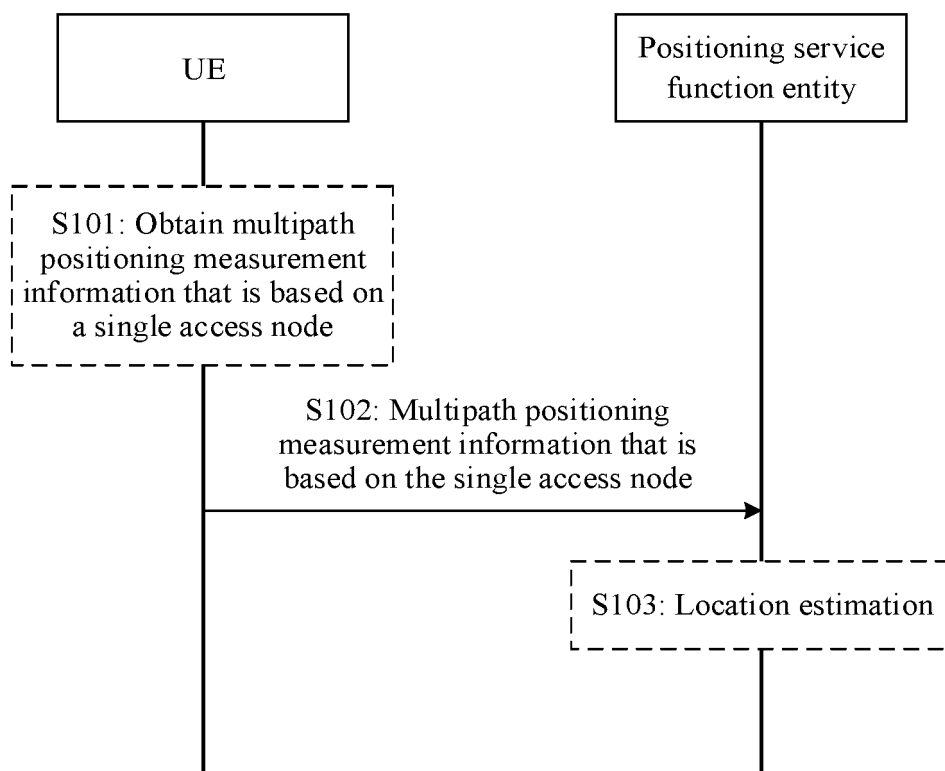 UE
Positioning service
function entity
S101: Obtain multipath
positioning measurement
information that is based on
a single access node
S102: Multipath positioning
measurement information that is
based on the single access node
S103: Location estimation